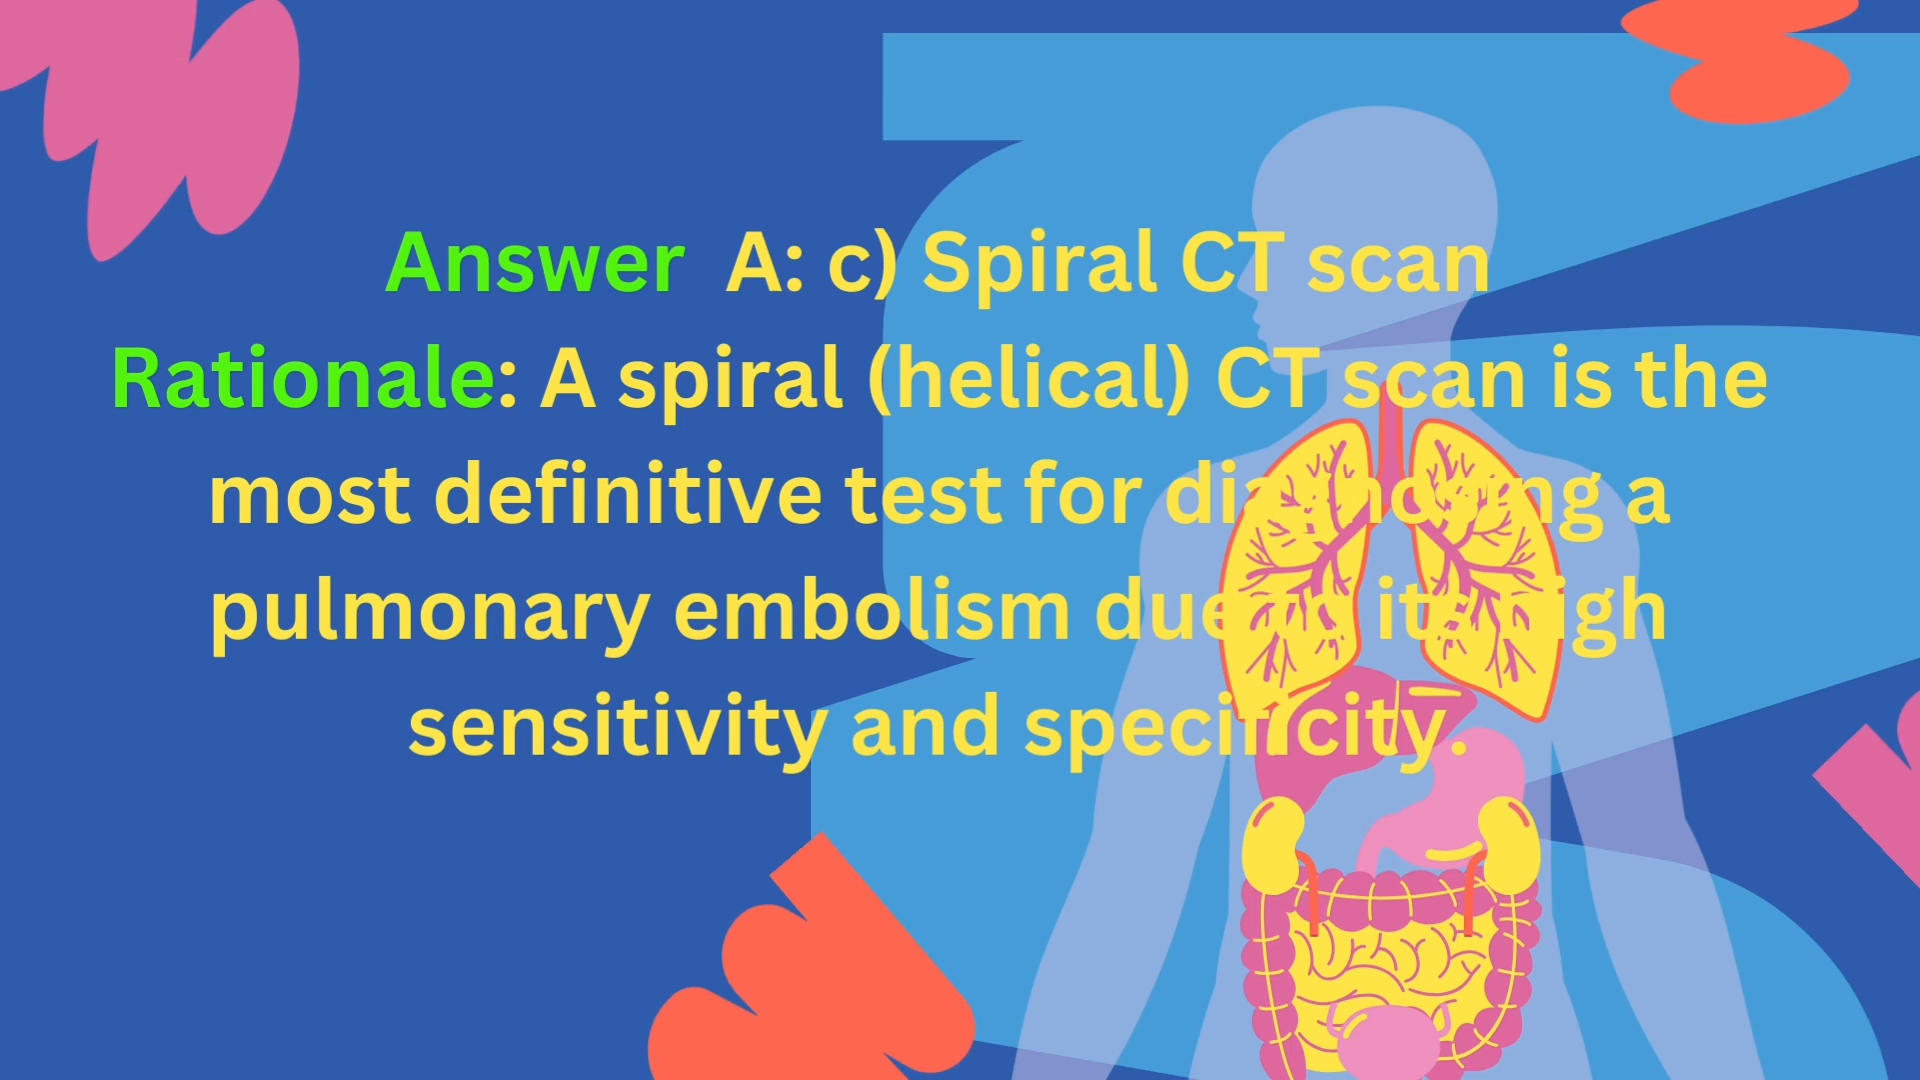 Answer A: c) Spiral CT scan
Rationale: A spiral (helical) CT scan is the
most definitive test for diagnosing a
pulmonary embolism due to its high
sensitivity and specificity.